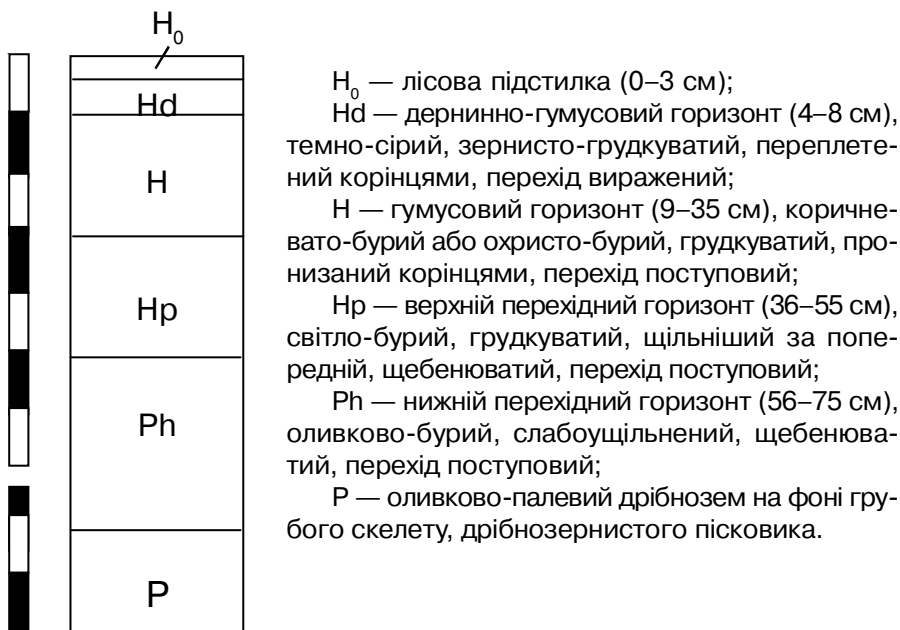 H₀
Hd
H
Hp
Ph
P
H₀ — лісова підстилка (0–3 см);
Hd — дернинно-гумусовий горизонт (4–8 см),
темно-сірий, зернисто-грудкуватий, переплете-
ний корінцями, перехід виражений;
H — гумусовий горизонт (9–35 см), коричне-
вато-бурий або охристо-бурий, грудкуватий, про-
низаний корінцями, перехід поступовий;
Hp — верхній перехідний горизонт (36–55 см),
світло-бурий, грудкуватий, щільніший за попе-
редній, щебенюватий, перехід поступовий;
Ph — нижній перехідний горизонт (56–75 см),
оливково-бурий, слабоущільнений, щебенюва-
тий, перехід поступовий;
P — оливково-палевий дрібнозем на фоні гру-
бого скелету, дрібнозернистого пісковика.